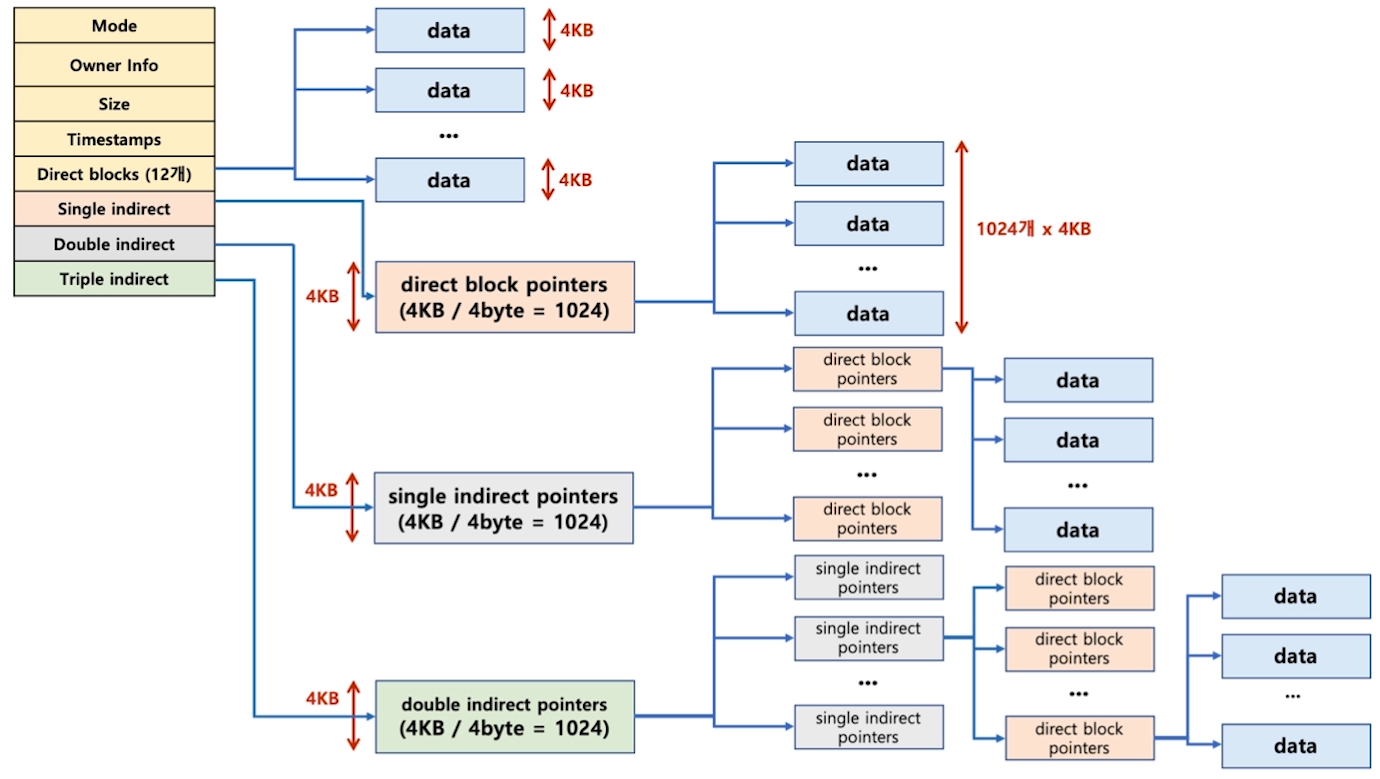 Mode
Owner Info
Size
Timestamps
Direct blocks (12개)
Single indirect
Double indirect
Triple indirect
data
4KB
data
4KB
...
data
4KB
4KB
direct block pointers
(4KB / 4byte = 1024)
data
data
...
data
1024개 x 4KB
4KB
single indirect pointers
(4KB / 4byte = 1024)
direct block
pointers
direct block
pointers
...
direct block
pointers
data
data
...
data
4KB
double indirect pointers
(4KB / 4byte = 1024)
single indirect
pointers
single indirect
pointers
...
single indirect
pointers
direct block
pointers
direct block
pointers
...
direct block
pointers
data
data
...
data